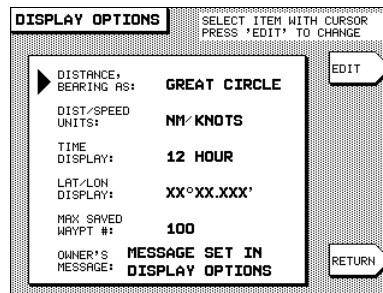 DISPLAY OPTIONS
SELECT ITEM WITH CURSOR
PRESS 'EDIT' TO CHANGE
EDIT
DISTANCE,
BEARING AS: GREAT CIRCLE
DIST/SPEED
UNITS: NM/KNOTS
TIME
DISPLAY: 12 HOUR
LAT/LON
DISPLAY: XX°XX.XXX'
MAX SAVED
WAYPT #: 100
OWNER'S MESSAGE: MESSAGE SET IN
DISPLAY OPTIONS
RETURN